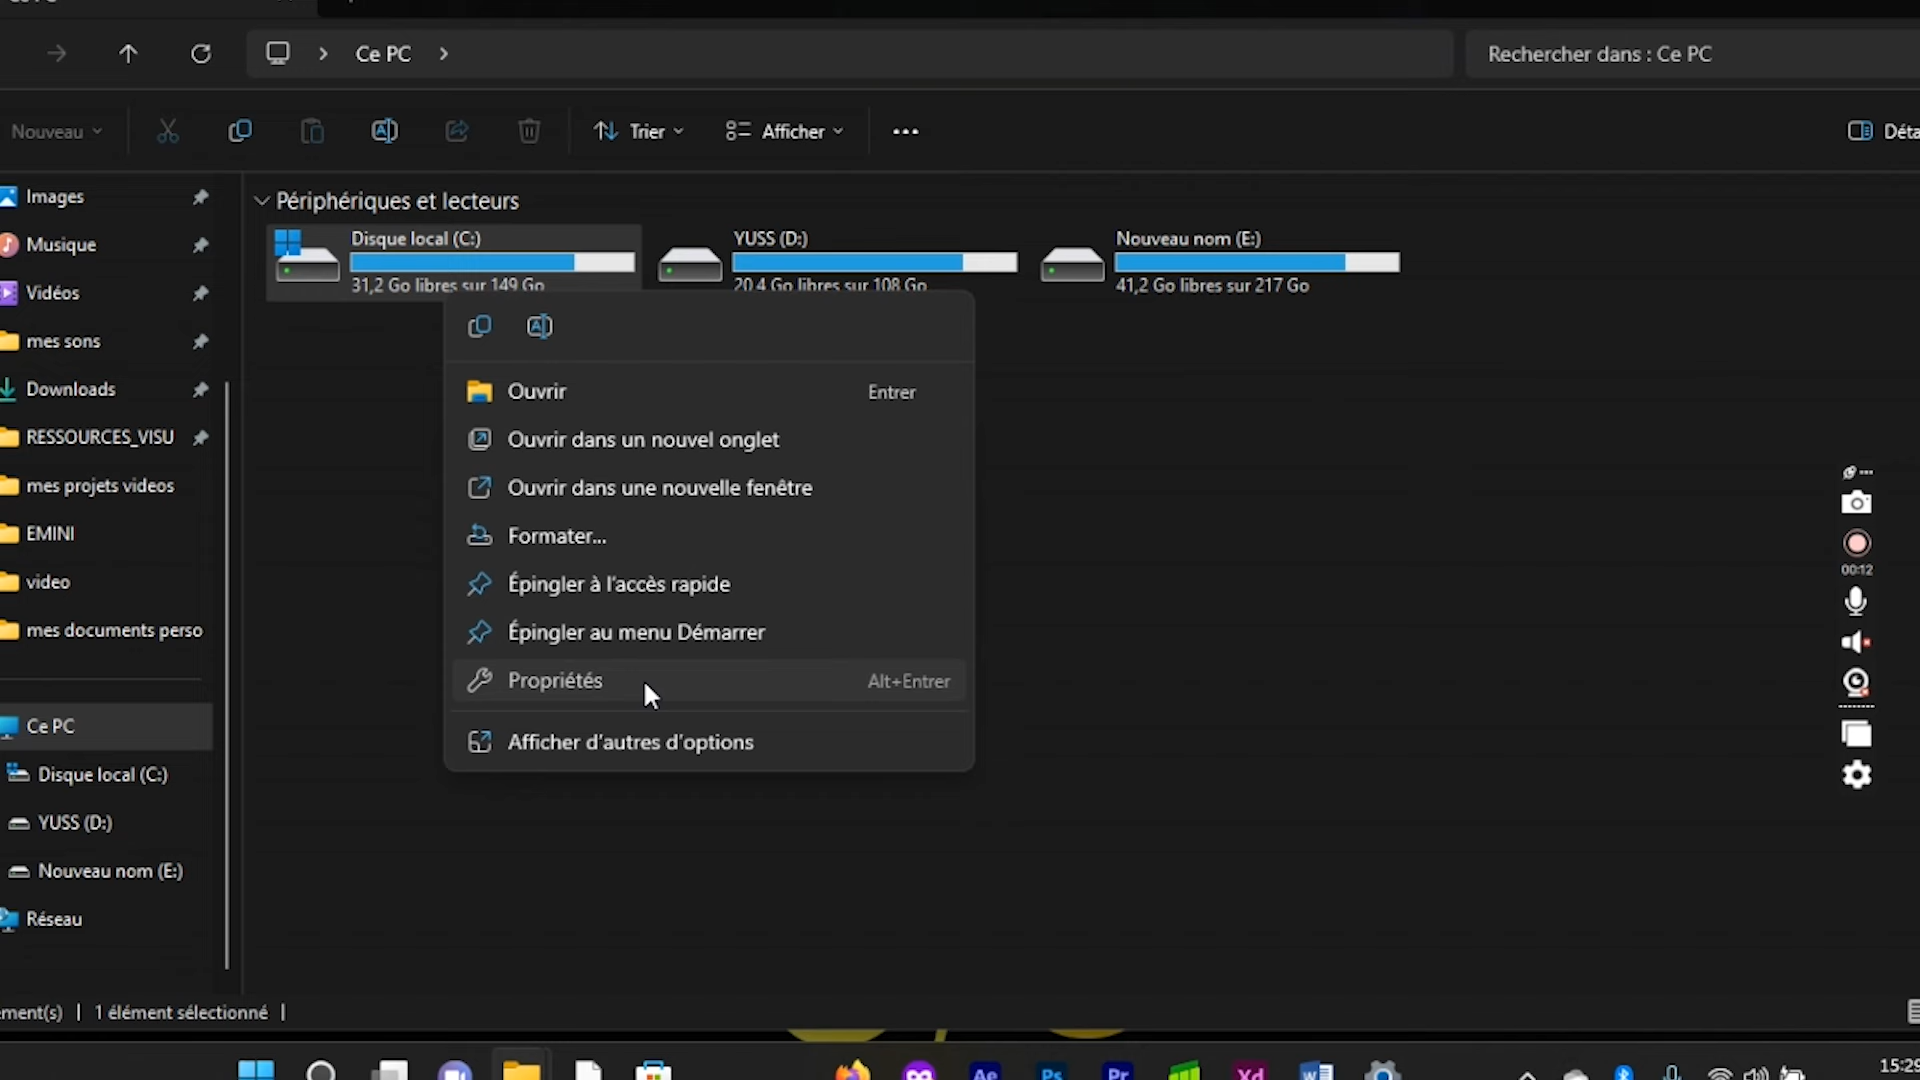 Ce PC
Rechercher dans : Ce PC
Nouveau
Trier
Afficher
Images
Musique
Vidéos
mes sons
Downloads
RESSOURCES_VISU
mes projets videos
EMINI
video
mes documents perso
Ce PC
Disque local (C:)
YUSS (D:)
Nouveau nom (E:)
Réseau
Périphériques et lecteurs
Disque local (C:)
31,2 Go libres sur 149 Go
YUSS (D:)
20,4 Go libres sur 108 Go
Nouveau nom (E:)
41,2 Go libres sur 217 Go
Ouvrir Entrer
Ouvrir dans un nouvel onglet
Ouvrir dans une nouvelle fenêtre
Formater...
Épingler à l'accès rapide
Épingler au menu Démarrer
Propriétés Alt+Entrer
Afficher d'autres d'options
00:12
1 élément sélectionné
Ae
Ps
Pr
Xd
15:29